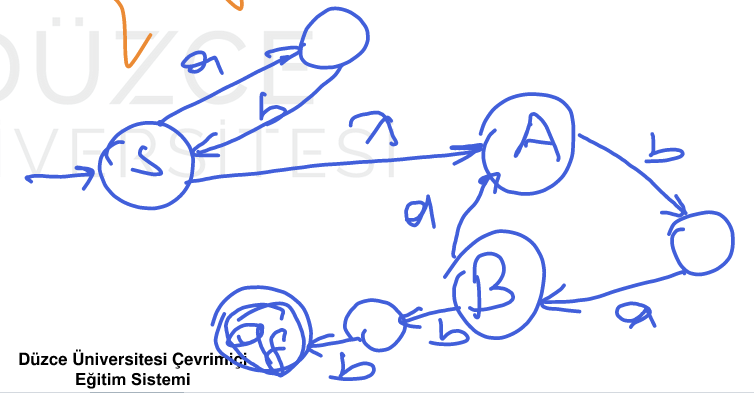 DÜZCE
a
b
S
ÜNİVERSİTESİ
λ
A
b
a
B
a
b
qf
b
Düzce Üniversitesi Çevrimiçi
Eğitim Sistemi